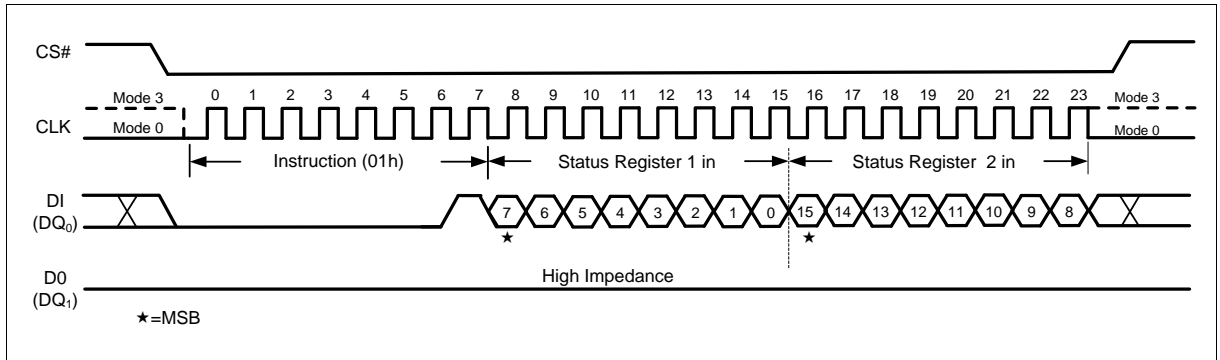 CS#
Mode 3
0 1 2 3 4 5 6 7 8 9 10 11 12 13 14 15 16 17 18 19 20 21 22 23
Mode 3
CLK
Mode 0
Mode 0
Instruction (01h)
Status Register 1 in
Status Register 2 in
DI
(DQ0)
7 6 5 4 3 2 1 0 15 14 13 12 11 10 9 8
★ ★
High Impedance
D0
(DQ1)
★=MSB